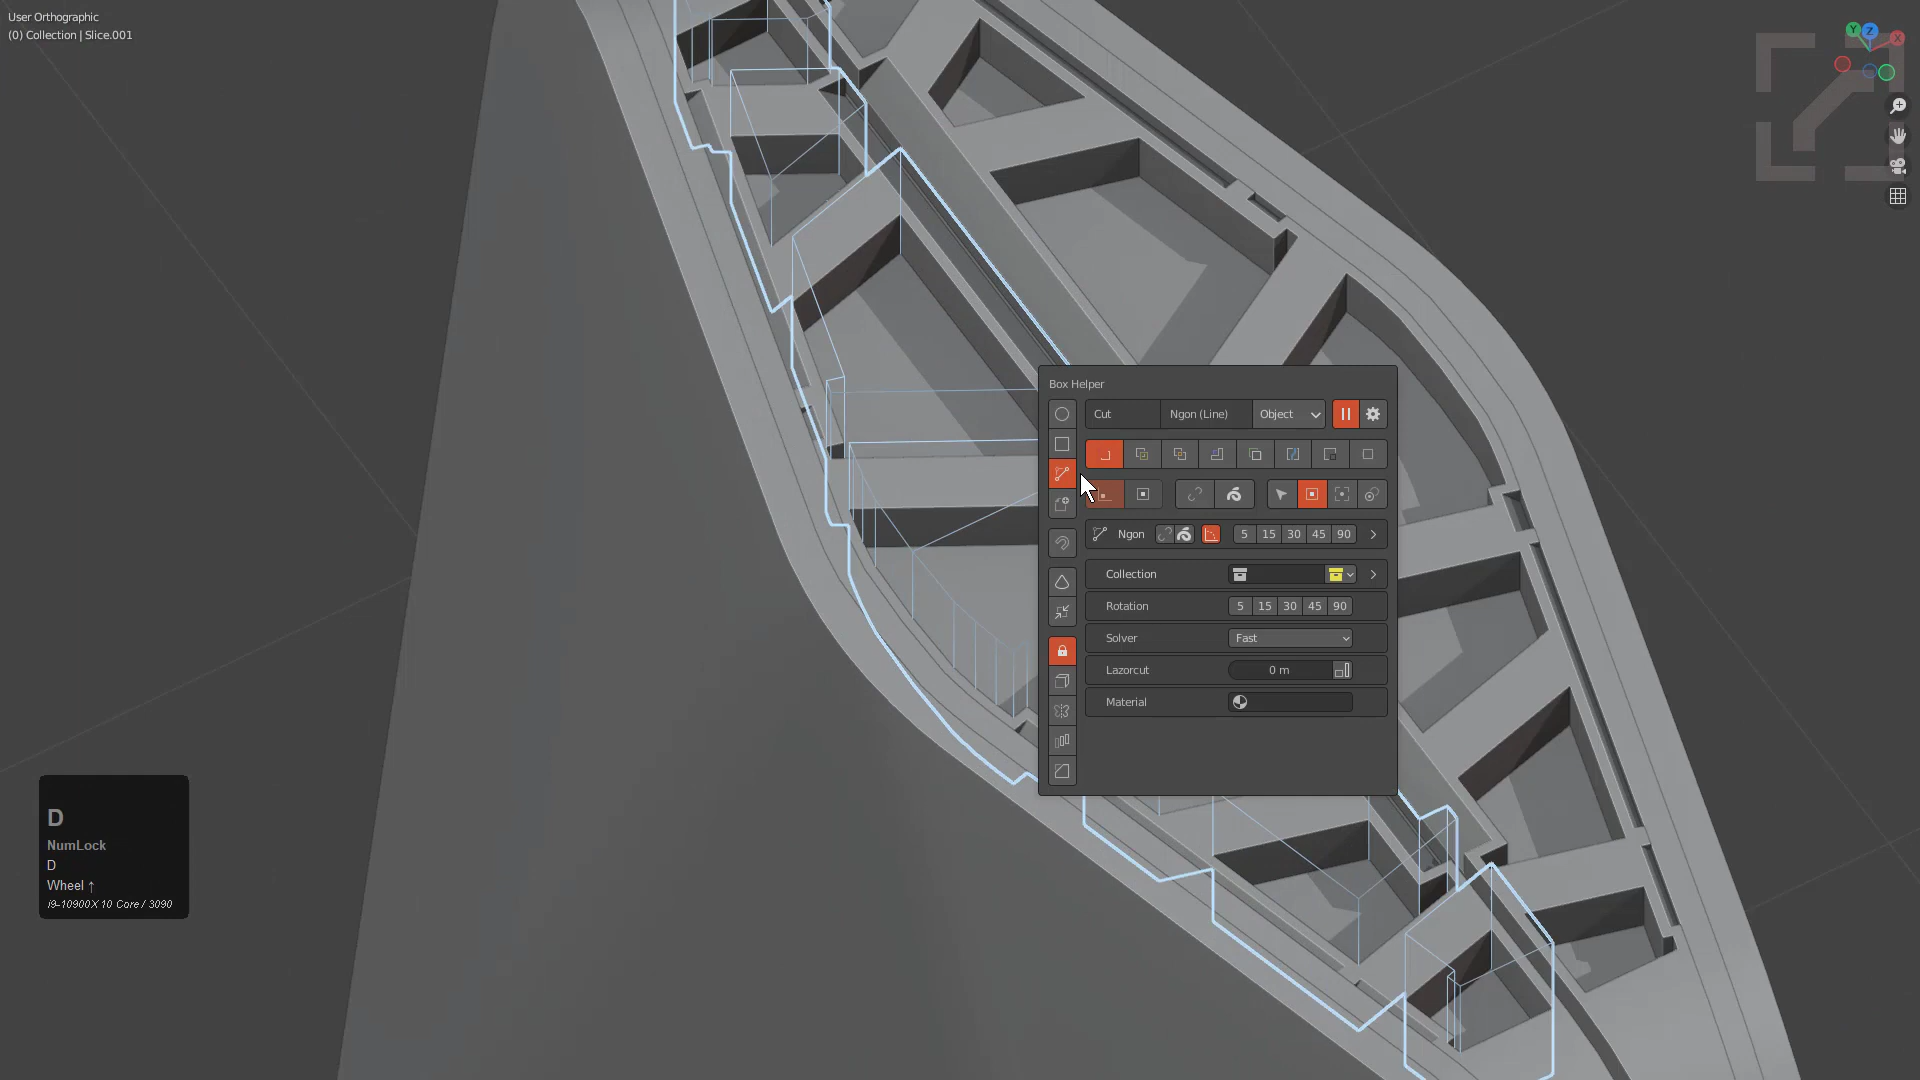 User Orthographic
(0) Collection | Slice.001
Y
Z
X
Box Helper
Cut
Ngon (Line)
Object
Ngon
5 15 30 45 90
Collection
Rotation
5 15 30 45 90
Solver
Fast
Lazorcut
0 m
Material
D
NumLock
D
Wheel ↑
i9-10900X 10 Core / 3090